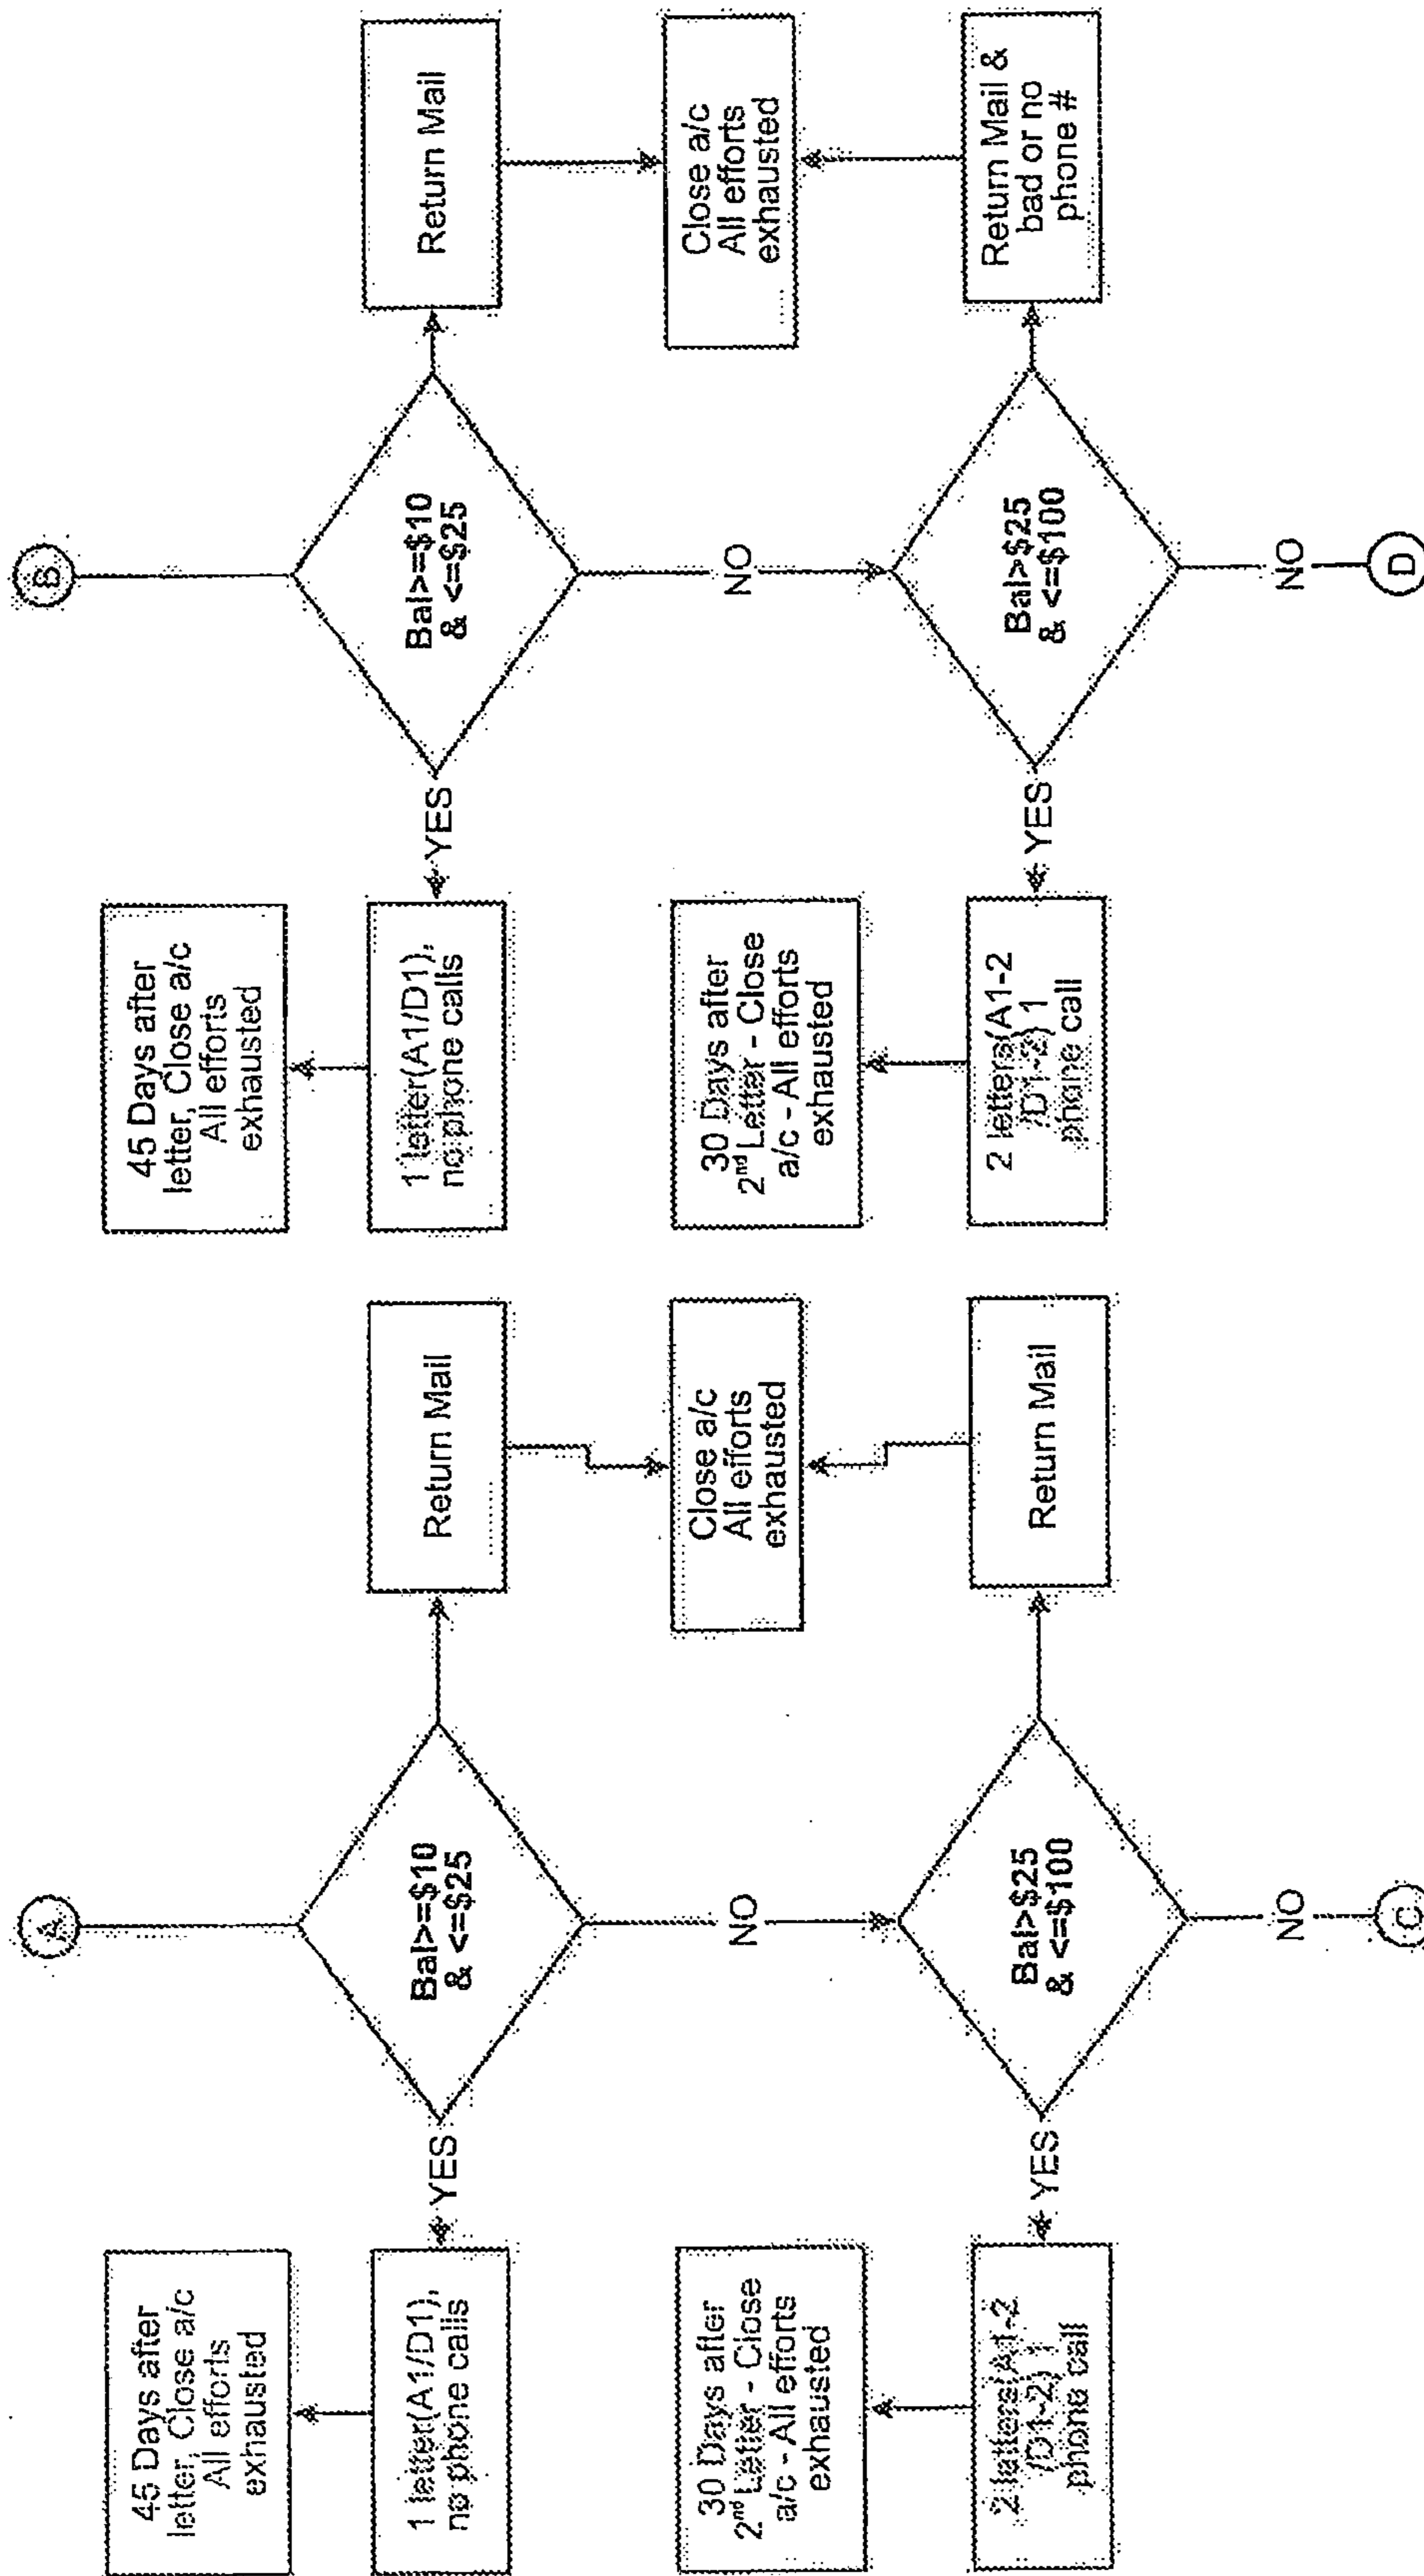 A
45 Days after
letter, Close a/c
All efforts
exhausted
1 letter(A1/D1),
no phone calls
YES
Bal>=$10
& <=$25
Return Mail
NO
Close a/c
All efforts
exhausted
30 Days after
2nd Letter - Close
a/c - All efforts
exhausted
2 letters(A1-2
/D1-2) 1
phone call
YES
Bal>$25
& <=$100
Return Mail
NO
C
B
45 Days after
letter, Close a/c
All efforts
exhausted
1 letter(A1/D1),
no phone calls
YES
Bal>=$10
& <=$25
Return Mail
NO
Close a/c
All efforts
exhausted
30 Days after
2nd Letter - Close
a/c - All efforts
exhausted
2 letters(A1-2
/D1-2) 1
phone call
YES
Bal>$25
& <=$100
Return Mail &
bad or no
phone #
NO
D